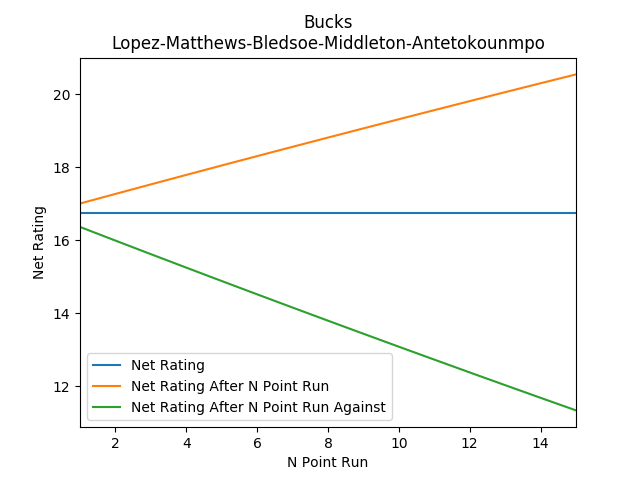 Bucks
Lopez-Matthews-Bledsoe-Middleton-Antetokounmpo
Net Rating
20
18
16
14
12
Net Rating
Net Rating After N Point Run
Net Rating After N Point Run Against
2 4 6 8 10 12 14
N Point Run